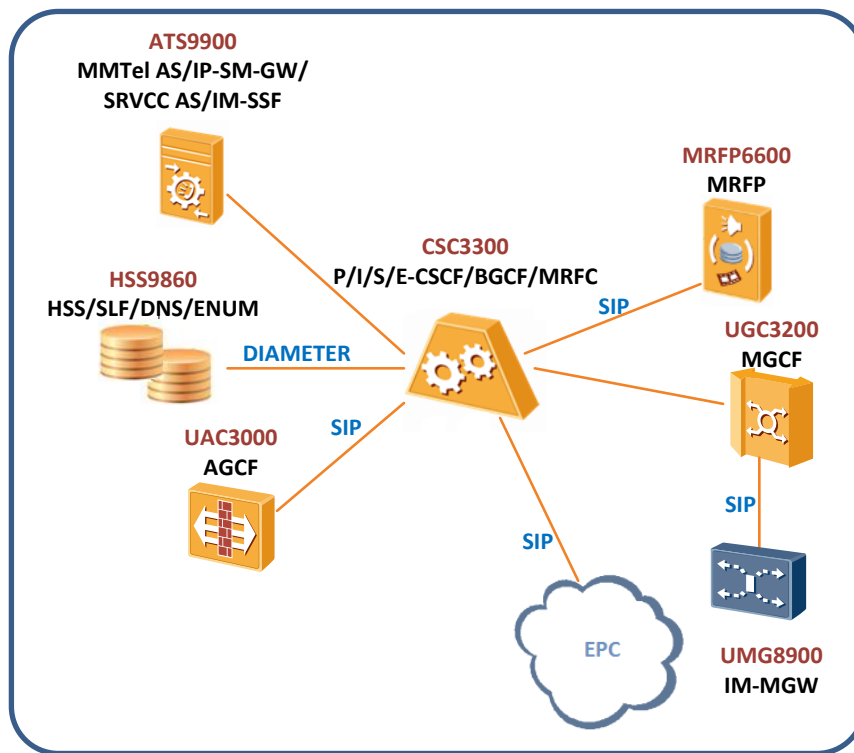 ATS9900
MMTel AS/IP-SM-GW/
SRVCC AS/IM-SSF
MRFP6600
MRFP
CSC3300
P/I/S/E-CSCF/BGCF/MRFC
HSS9860
HSS/SLF/DNS/ENUM
SIP
UGC3200
MGCF
DIAMETER
UAC3000
AGCF
SIP
SIP
SIP
EPC
UMG8900
IM-MGW